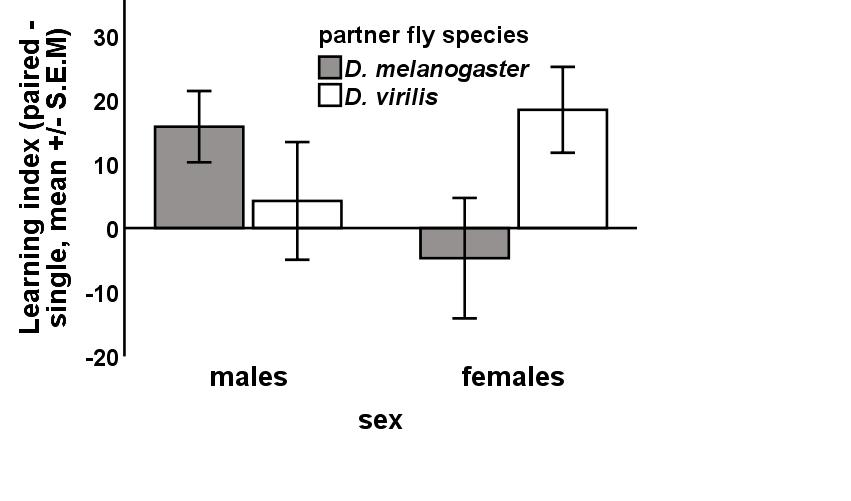 Learning index (paired -
single, mean +/- S.E.M)
30
20
10
0
-10
-20
partner fly species
D. melanogaster
D. virilis
males females
sex